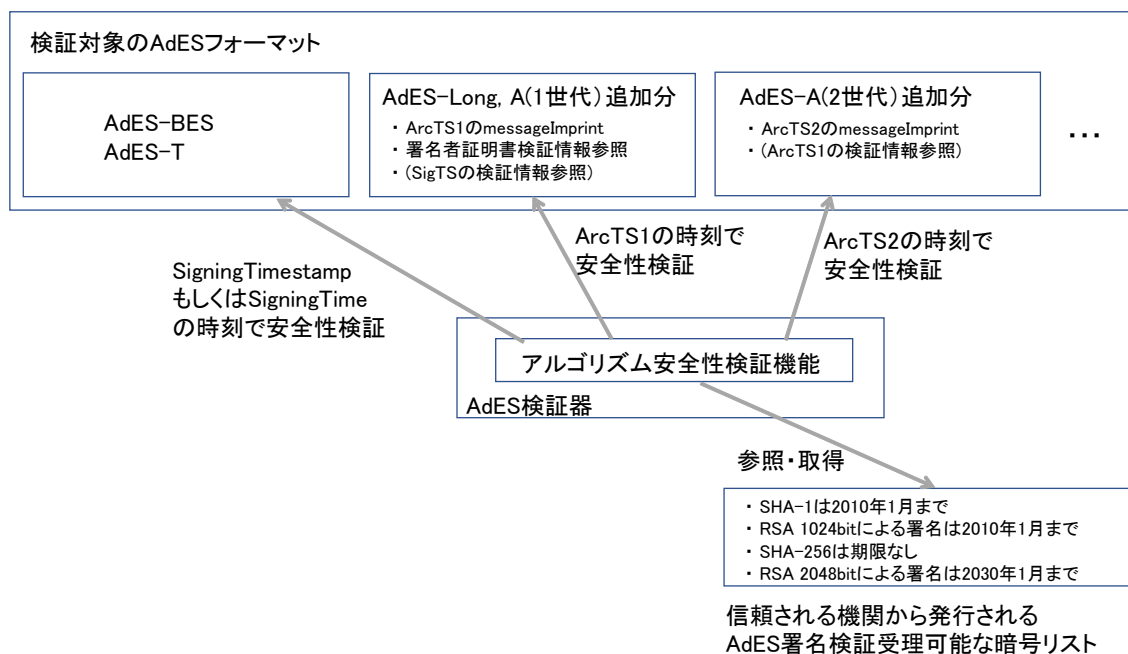 検証対象のAdESフォーマット
AdES-BES
AdES-T
AdES-Long, A(1世代)追加分
・ ArcTS1のmessageImprint
・ 署名者証明書検証情報参照
・ (SigTSの検証情報参照)
AdES-A(2世代)追加分
・ ArcTS2のmessageImprint
・ (ArcTS1の検証情報参照)
・・・
SigningTimestamp
もしくはSigningTime
の時刻で安全性検証
ArcTS1の時刻で
安全性検証
ArcTS2の時刻で
安全性検証
アルゴリズム安全性検証機能
AdES検証器
参照・取得
・ SHA-1は2010年1月まで
・ RSA 1024bitによる署名は2010年1月まで
・ SHA-256は期限なし
・ RSA 2048bitによる署名は2030年1月まで
信頼される機関から発行される
AdES署名検証受理可能な暗号リスト